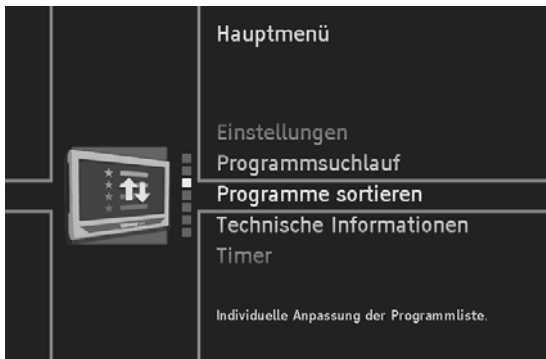 Hauptmenü
Einstellungen
Programmsuchlauf
Programme sortieren
Technische Informationen
Timer
Individuelle Anpassung der Programmliste.